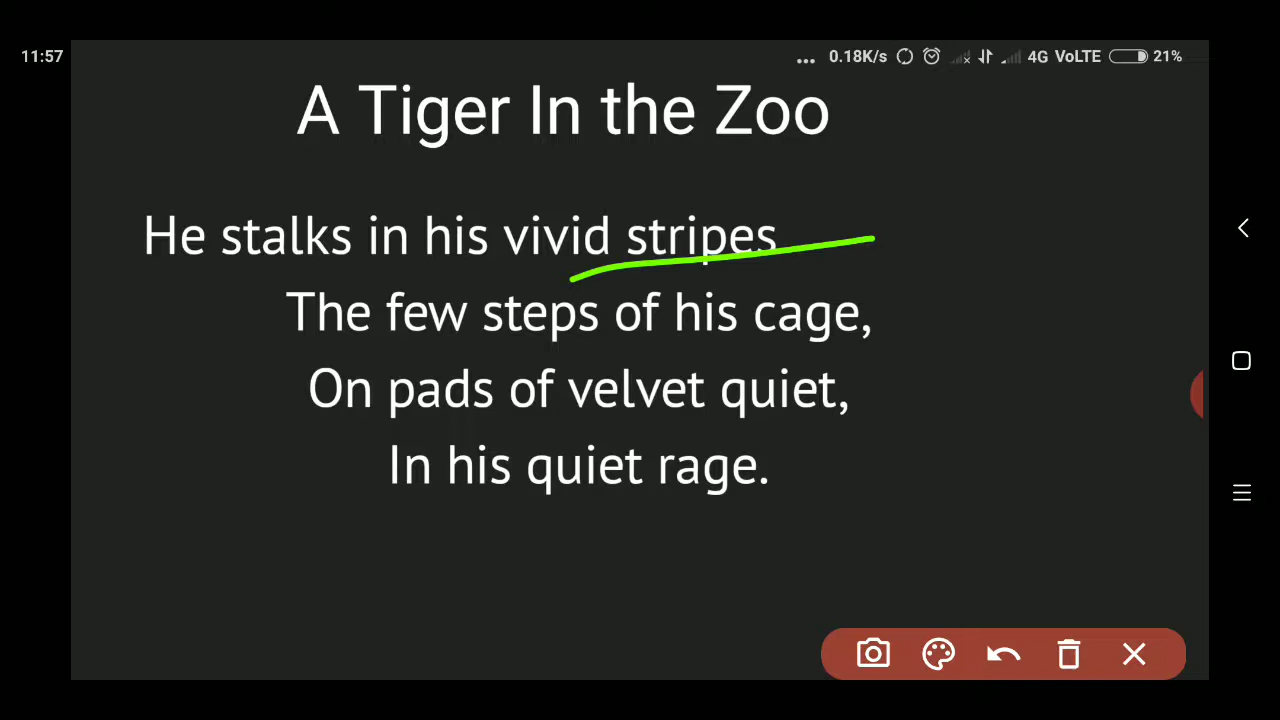 11:57
... 0.18K/s 4G VoLTE 21%
A Tiger In the Zoo
He stalks in his vivid stripes
The few steps of his cage,
On pads of velvet quiet,
In his quiet rage.